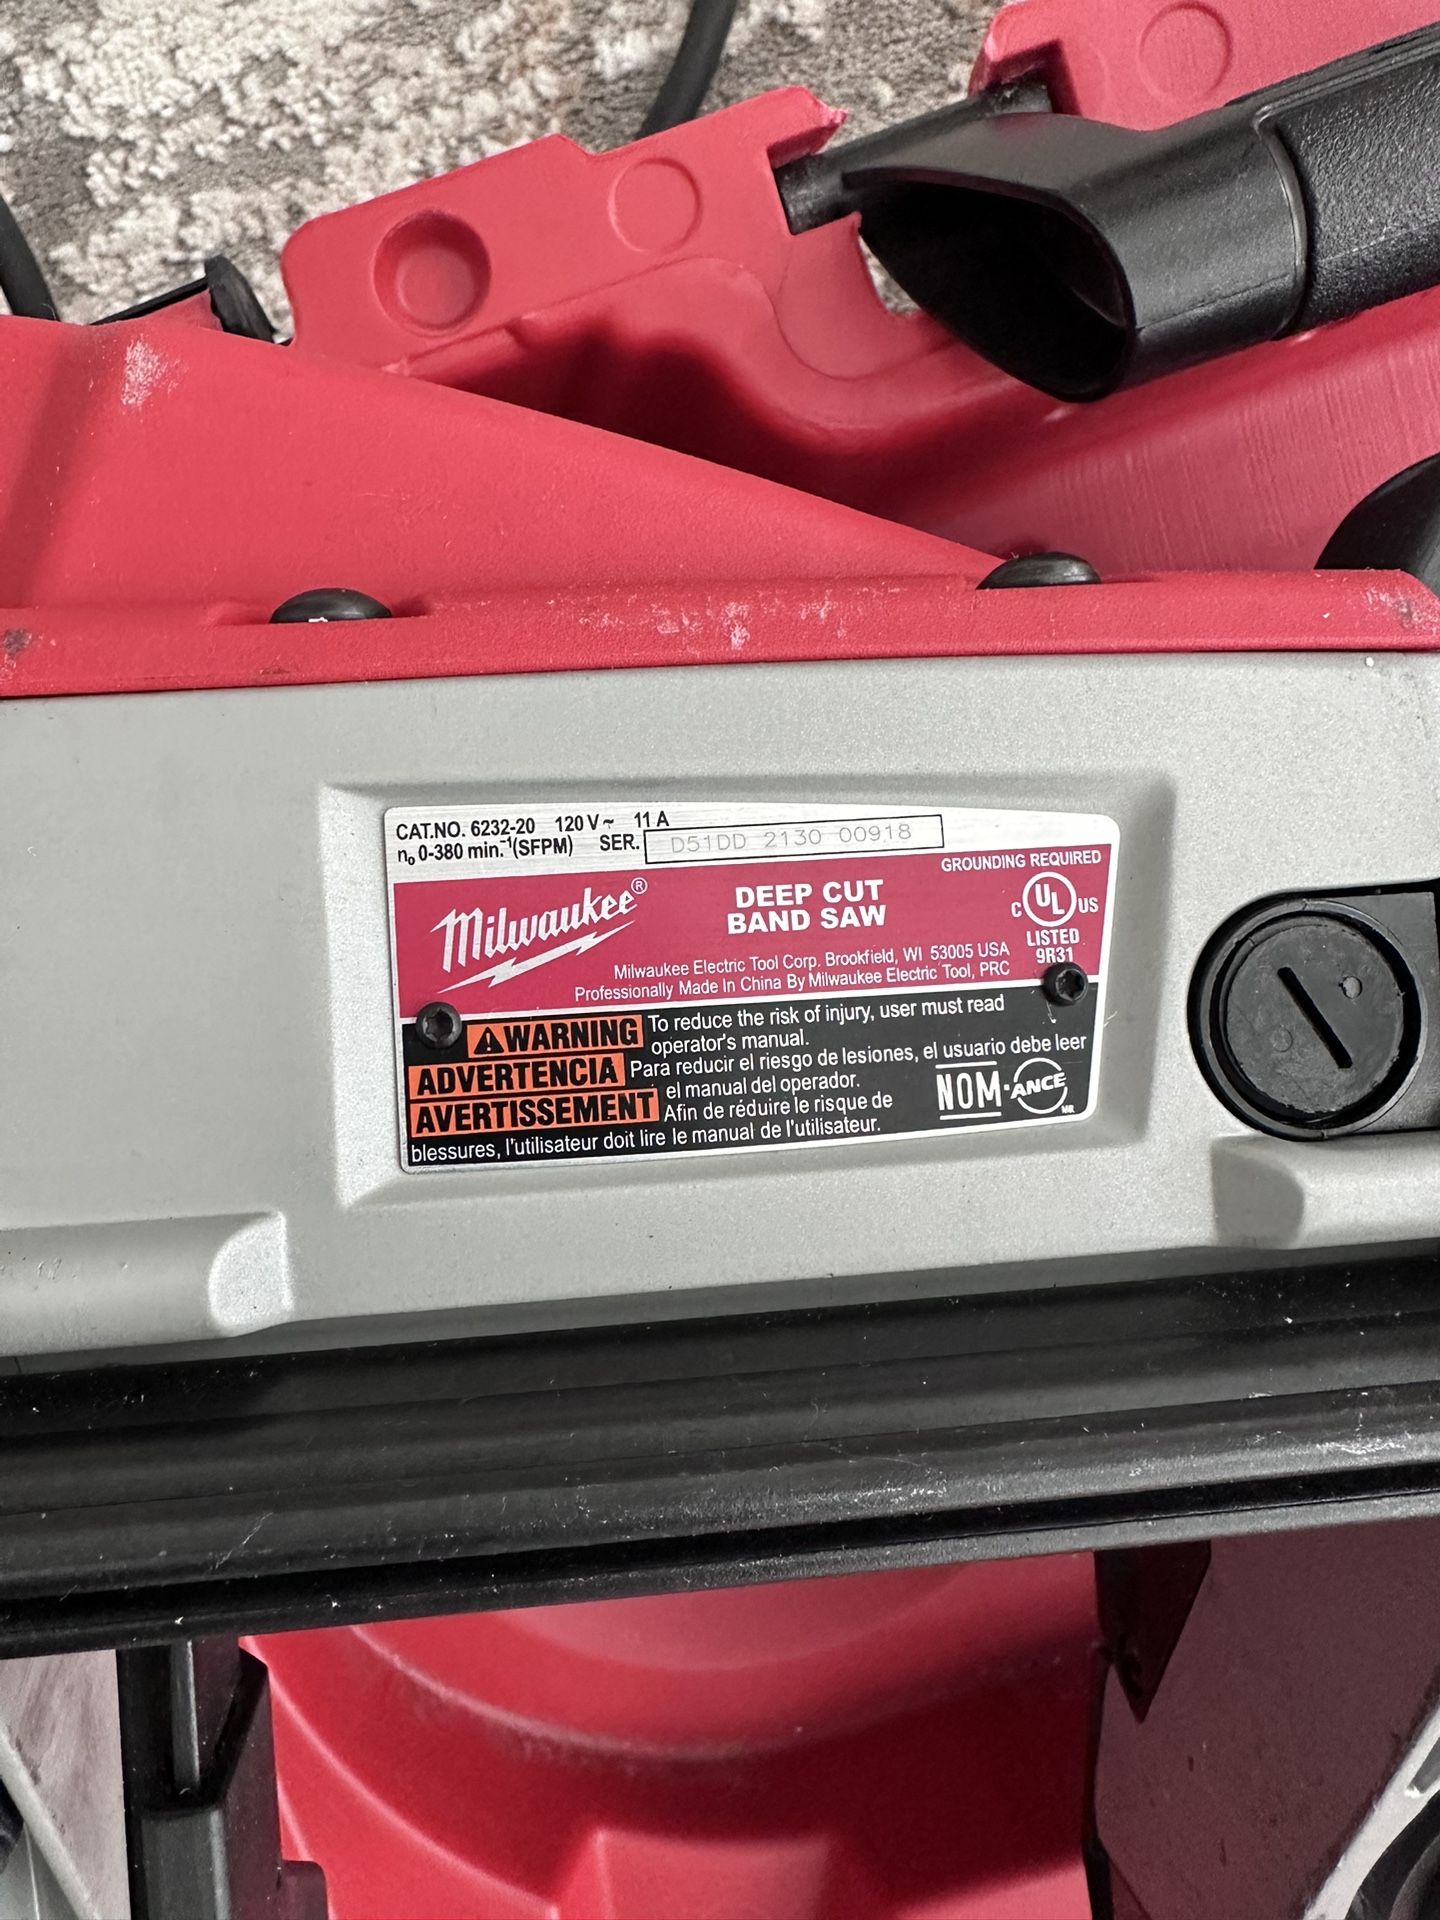 CAT.NO. 6232-20 120 V ~ 11 A
n₀ 0-380 min.⁻¹(SFPM) SER. D51DD 2130 00918
GROUNDING REQUIRED
Milwaukee®
DEEP CUT
BAND SAW
C UL US
LISTED
9R31
Milwaukee Electric Tool Corp. Brookfield, WI 53005 USA
Professionally Made In China By Milwaukee Electric Tool, PRC
WARNING To reduce the risk of injury, user must read
operator's manual.
ADVERTENCIA Para reducir el riesgo de lesiones, el usuario debe leer
el manual del operador.
AVERTISSEMENT Afin de réduire le risque de
blessures, l'utilisateur doit lire le manual de l'utilisateur.
NOM-ANCE
MR